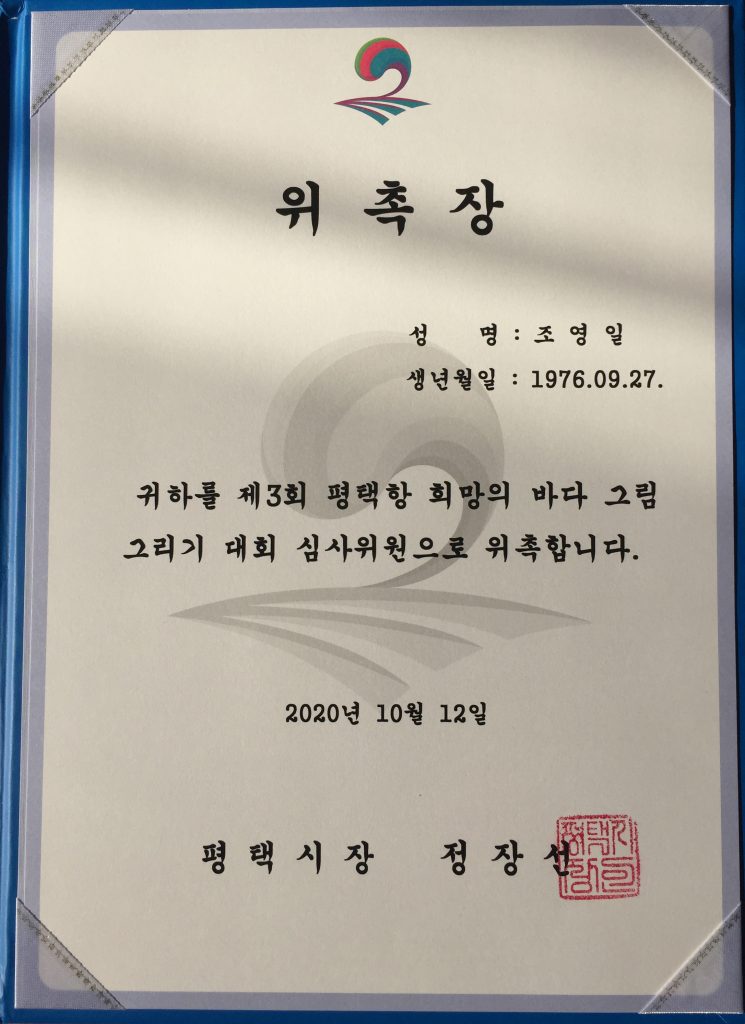 위 촉 장
성 명 : 조 영 일
생년월일 : 1976.09.27.
귀하를 제3회 평택항 희망의 바다 그림
그리기 대회 심사위원으로 위촉합니다.
2020년 10월 12일
평 택 시 장 정 장 선